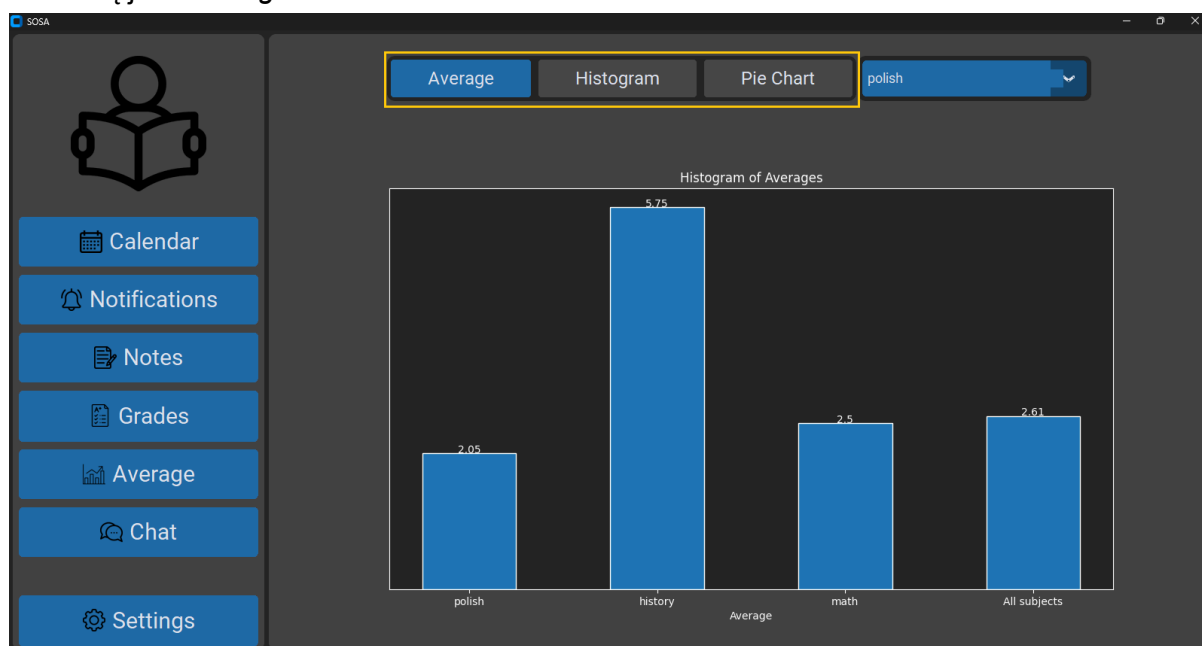 SOSA
Average Histogram Pie Chart polish
Calendar
Notifications
Notes
Grades
Average
Chat
Settings
Histogram of Averages
5.75
2.61
2.5
2.05
polish history math All subjects
Average